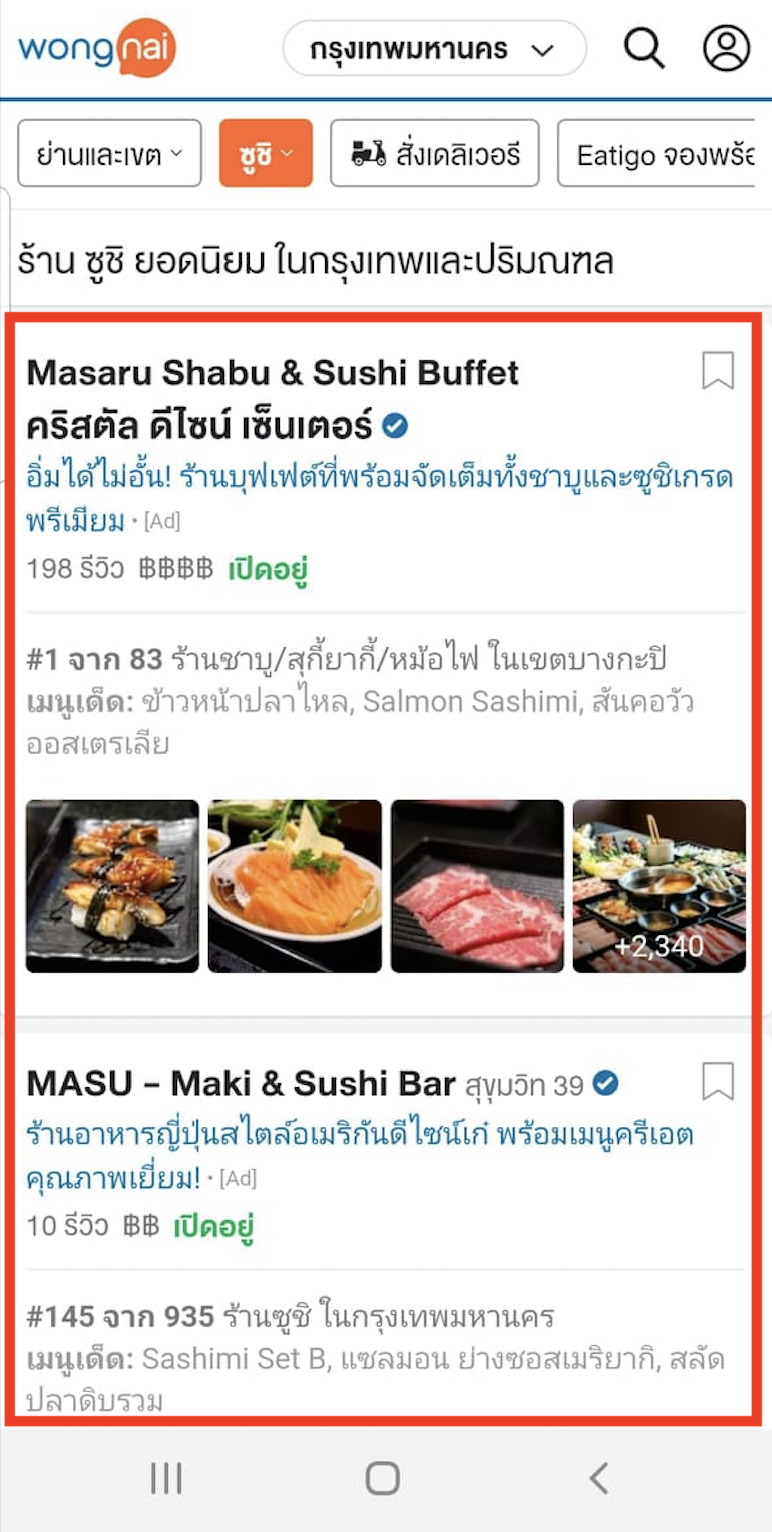 wongnai
กรุงเทพมหานคร
ย่านและเขต
ซูชิ
สั่งเดลิเวอรี
Eatigo จองพร้อ
ร้าน ซูชิ ยอดนิยม ในกรุงเทพและปริมณฑล
Masaru Shabu & Sushi Buffet
คริสตัล ดีไซน์ เซ็นเตอร์
อิ่มได้ไม่อั้น! ร้านบุฟเฟต์ที่พร้อมจัดเต็มทั้งชาบูและซูชิเกรด
พรีเมียม · [Ad]
198 รีวิว ฿฿฿฿ เปิดอยู่
#1 จาก 83 ร้านชาบู/สุกี้ยากี้/หม้อไฟ ในเขตบางกะปิ
เมนูเด็ด: ข้าวหน้าปลาไหล, Salmon Sashimi, สันคอวัว
ออสเตรเลีย
+2,340
MASU – Maki & Sushi Bar สุขุมวิท 39
ร้านอาหารญี่ปุ่นสไตล์อเมริกันดีไซน์เก๋ พร้อมเมนูครีเอต
คุณภาพเยี่ยม! · [Ad]
10 รีวิว ฿฿ เปิดอยู่
#145 จาก 935 ร้านซูชิ ในกรุงเทพมหานคร
เมนูเด็ด: Sashimi Set B, แซลมอน ย่างซอสเมริยากิ, สลัด
ปลาดิบรวม